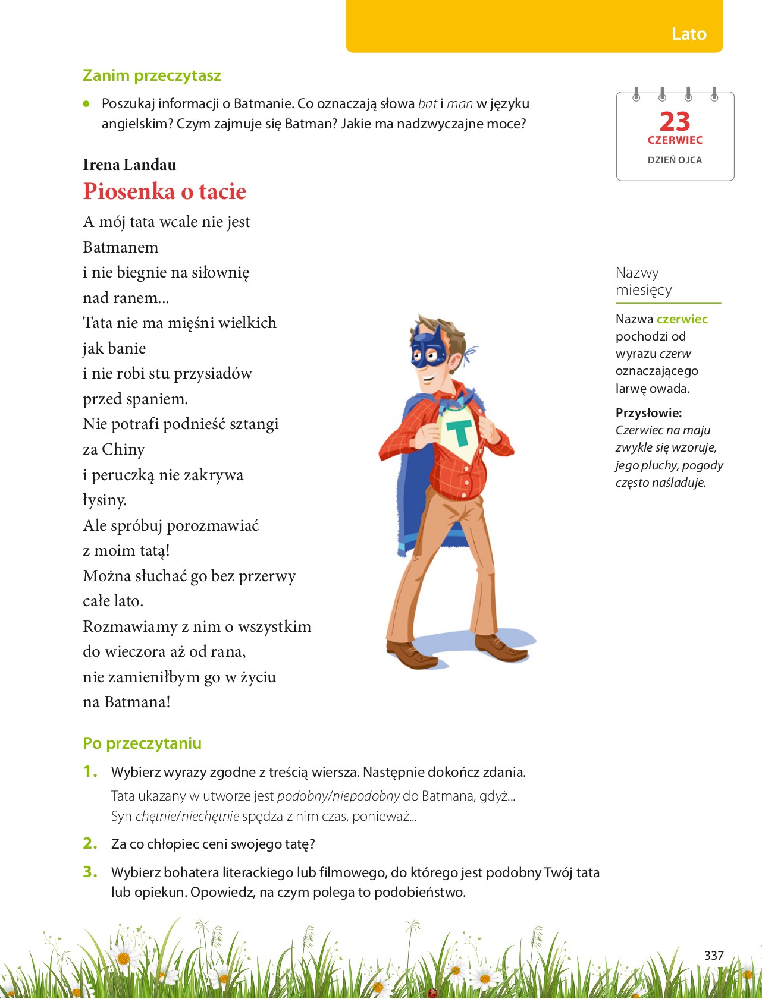 Lato
Zanim przeczytasz
• Poszukaj informacji o Batmanie. Co oznaczają słowa bat i man w języku
angielskim? Czym zajmuje się Batman? Jakie ma nadzwyczajne moce?
23
CZERWIEC
DZIEŃ OJCA
Irena Landau
Piosenka o tacie
A mój tata wcale nie jest
Batmanem
i nie biegnie na siłownię
nad ranem...
Tata nie ma mięśni wielkich
jak banie
i nie robi stu przysiadów
przed spaniem.
Nie potrafi podnieść sztangi
za Chiny
i peruczką nie zakrywa
łysiny.
Ale spróbuj porozmawiać
z moim tatą!
Można słuchać go bez przerwy
całe lato.
Rozmawiamy z nim o wszystkim
do wieczora aż od rana,
nie zamieniłbym go w życiu
na Batmana!
T
Nazwy
miesięcy
Nazwa czerwiec
pochodzi od
wyrazu czerw
oznaczającego
larwę owada.
Przysłowie:
Czerwiec na maju
zwykle się wzoruje,
jego pluchy, pogody
często naśladuje.
Po przeczytaniu
1. Wybierz wyrazy zgodne z treścią wiersza. Następnie dokończ zdania.
Tata ukazany w utworze jest podobny/niepodobny do Batmana, gdyż...
Syn chętnie/niechętnie spędza z nim czas, ponieważ...
2. Za co chłopiec ceni swojego tatę?
3. Wybierz bohatera literackiego lub filmowego, do którego jest podobny Twój tata
lub opiekun. Opowiedz, na czym polega to podobieństwo.
337